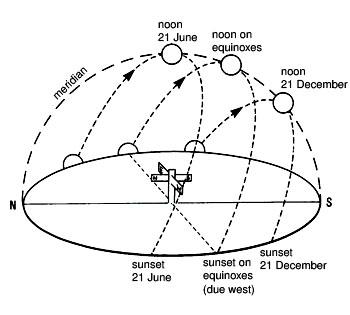 noon
21 June
noon on
equinoxes
noon
21 December
meridian
N
S
sunset
21 June
sunset on
equinoxes
(due west)
sunset
21 December